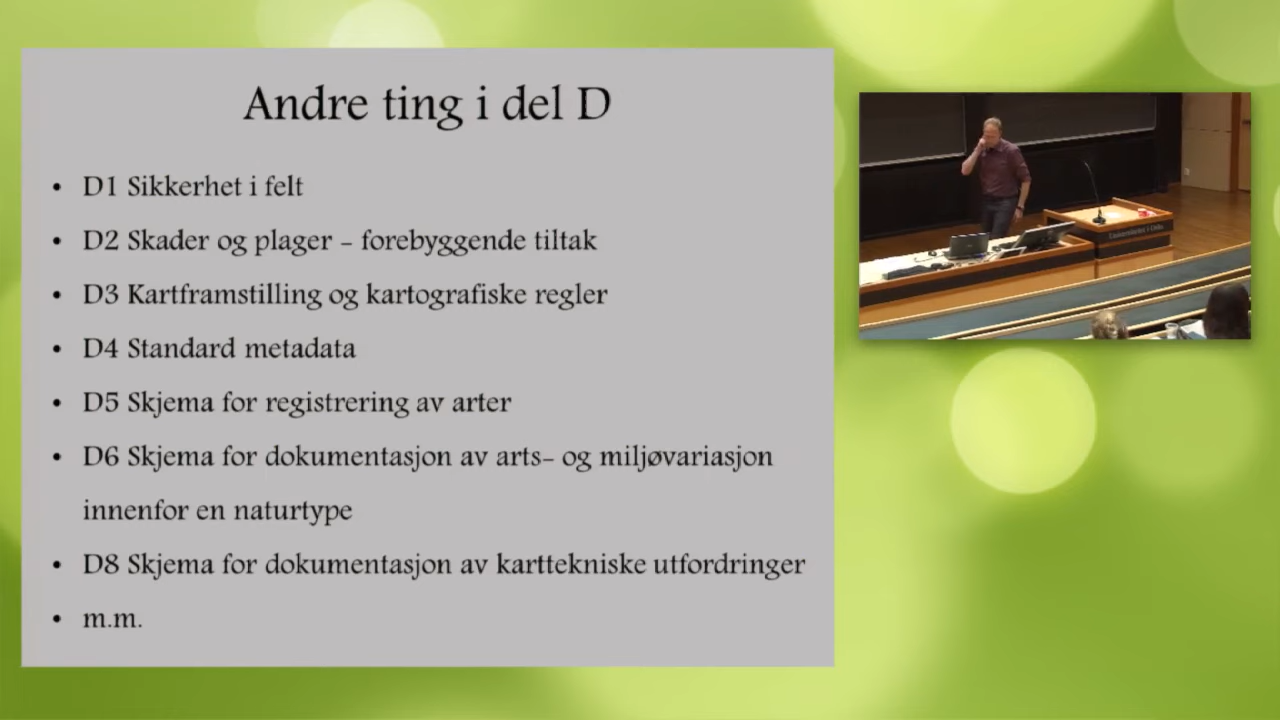 Andre ting i del D
• D1 Sikkerhet i felt
• D2 Skader og plager – forebyggende tiltak
• D3 Kartframstilling og kartografiske regler
• D4 Standard metadata
• D5 Skjema for registrering av arter
• D6 Skjema for dokumentasjon av arts- og miljøvariasjon
innenfor en naturtype
• D8 Skjema for dokumentasjon av karttekniske utfordringer
• m.m.
Universitetet i Oslo